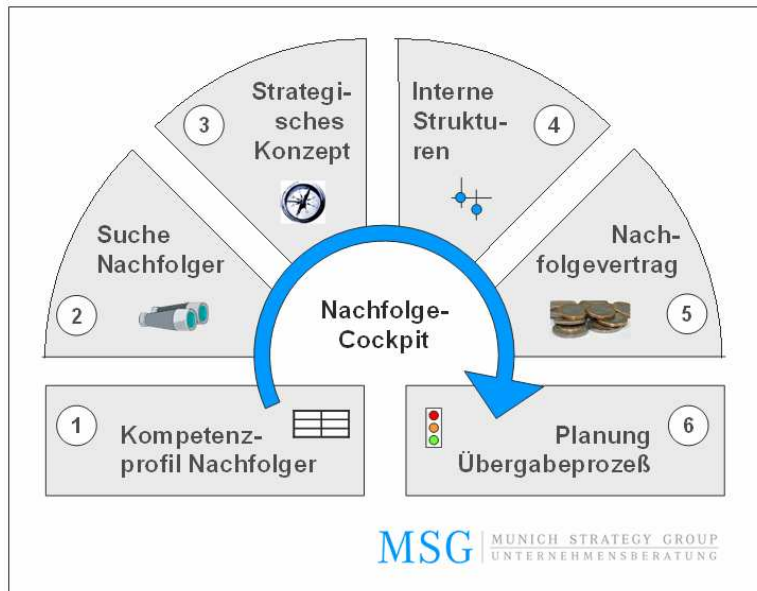 1
Kompetenz-
profil Nachfolger
2
Suche
Nachfolger
3
Strategi-
sches
Konzept
4
Interne
Struktu-
ren
5
Nach-
folgevertrag
6
Planung
Übergabeprozeß
Nachfolge-
Cockpit
MSG
MUNICH STRATEGY GROUP
UNTERNEHMENSBERATUNG